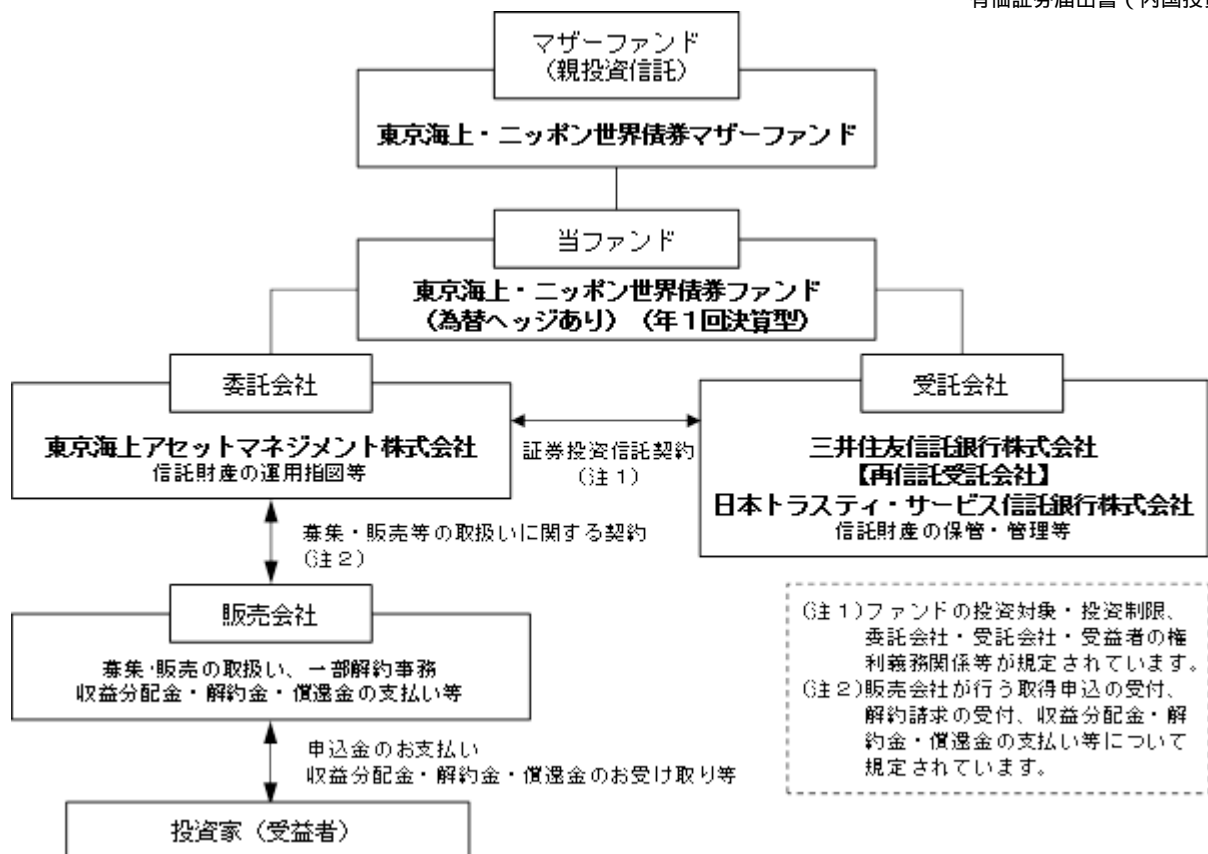 有価証券届出書（内国投資
マザーファンド
（親投資信託）
東京海上・ニッポン世界債券マザーファンド
当ファンド
東京海上・ニッポン世界債券ファンド
（為替ヘッジあり）（年１回決算型）
委託会社
東京海上アセットマネジメント株式会社
信託財産の運用指図等
証券投資信託契約
（注１）
受託会社
三井住友信託銀行株式会社
【再信託受託会社】
日本トラスティ・サービス信託銀行株式会社
信託財産の保管・管理等
募集・販売等の取扱いに関する契約
（注２）
販売会社
募集・販売の取扱い、一部解約事務
収益分配金・解約金・償還金の支払い等
申込金のお支払い
収益分配金・解約金・償還金のお受け取り等
投資家（受益者）
（注１）ファンドの投資対象・投資制限、
委託会社・受託会社・受益者の権
利義務関係等が規定されています。
（注２）販売会社が行う取得申込の受付、
解約請求の受付、収益分配金・解
約金・償還金の支払い等について
規定されています。